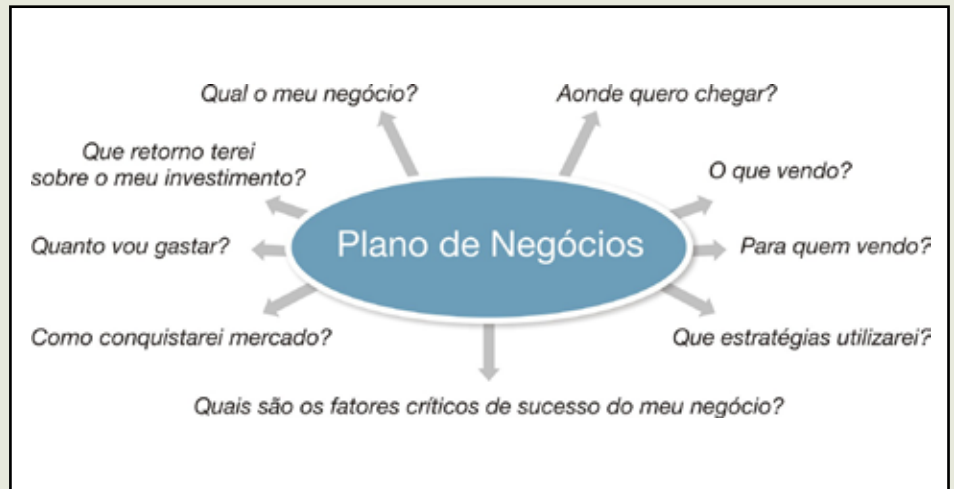 Qual o meu negócio?
Aonde quero chegar?
Que retorno terei
sobre o meu investimento?
O que vendo?
Quanto vou gastar?
Plano de Negócios
Para quem vendo?
Como conquistarei mercado?
Que estratégias utilizarei?
Quais são os fatores críticos de sucesso do meu negócio?